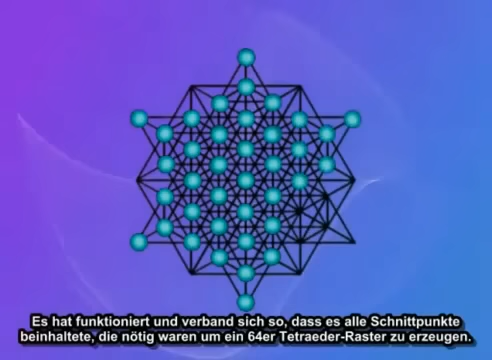 Es hat funktioniert und verband sich so, dass es alle Schnittpunkte
beinhaltete, die nötig waren um ein 64er Tetraeder-Raster zu erzeugen.